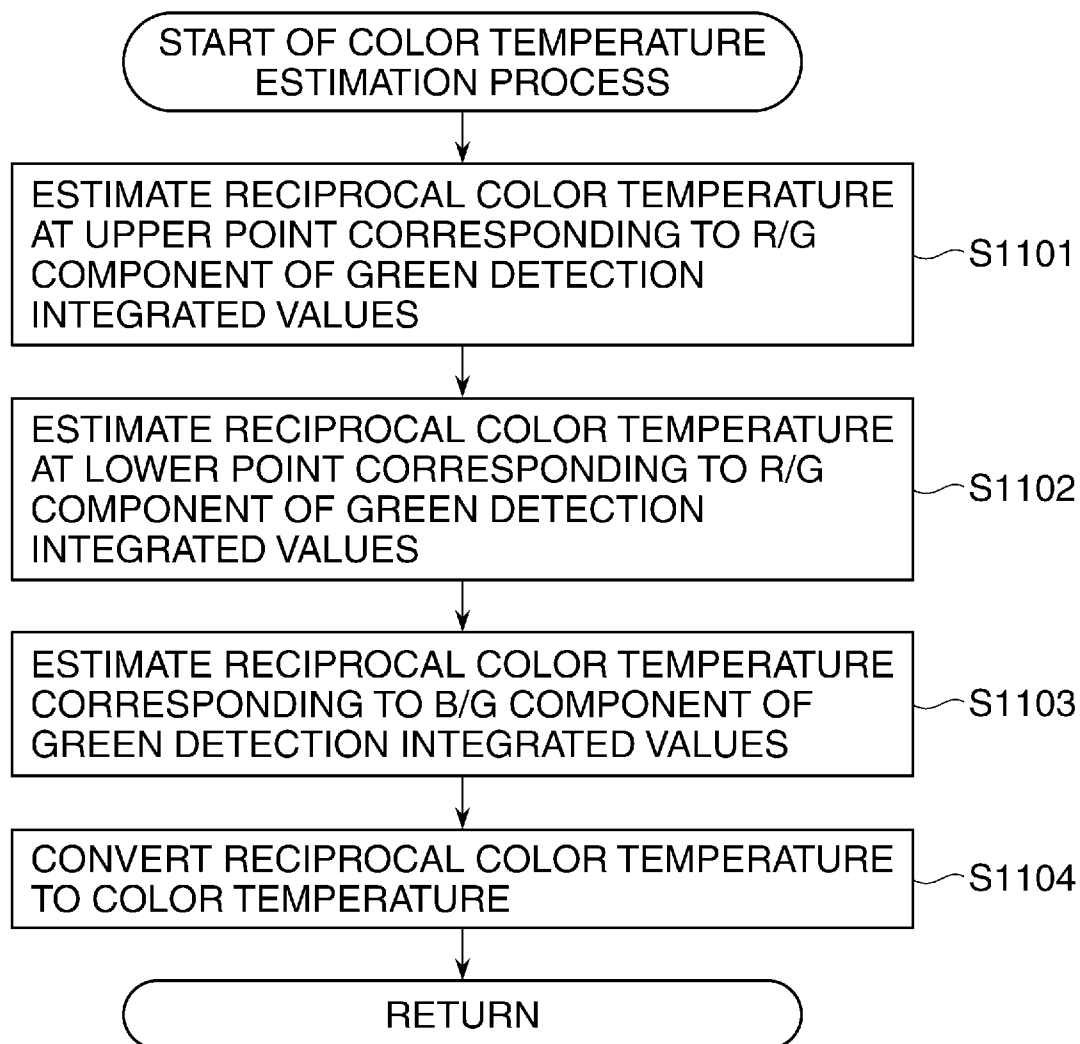 START OF COLOR TEMPERATURE
ESTIMATION PROCESS
ESTIMATE RECIPROCAL COLOR TEMPERATURE
AT UPPER POINT CORRESPONDING TO R/G
COMPONENT OF GREEN DETECTION
INTEGRATED VALUES
S1101
ESTIMATE RECIPROCAL COLOR TEMPERATURE
AT LOWER POINT CORRESPONDING TO R/G
COMPONENT OF GREEN DETECTION
INTEGRATED VALUES
S1102
ESTIMATE RECIPROCAL COLOR TEMPERATURE
CORRESPONDING TO B/G COMPONENT OF
GREEN DETECTION INTEGRATED VALUES
S1103
CONVERT RECIPROCAL COLOR TEMPERATURE
TO COLOR TEMPERATURE
S1104
RETURN